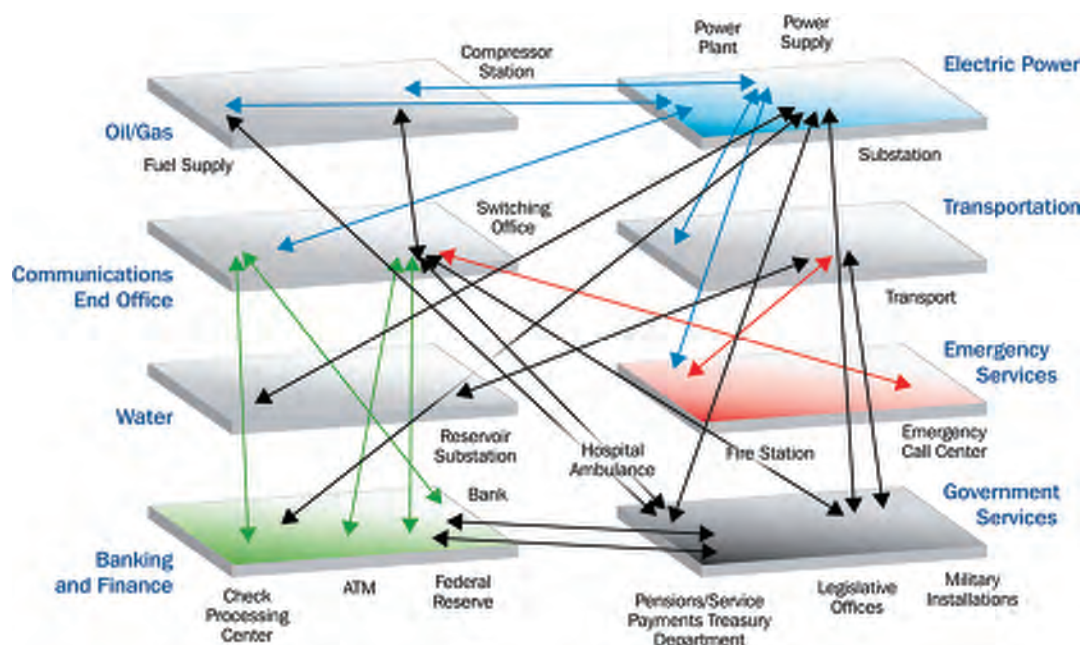 Power
Plant
Power
Supply
Compressor
Station
Electric Power
Oil/Gas
Fuel Supply
Substation
Switching
Office
Transportation
Communications
End Office
Transport
Emergency
Services
Water
Reservoir
Substation
Hospital
Ambulance
Fire Station
Emergency
Call Center
Bank
Government
Services
Banking
and Finance
Check
Processing
Center
ATM
Federal
Reserve
Pensions/Service
Payments Treasury
Department
Legislative
Offices
Military
Installations